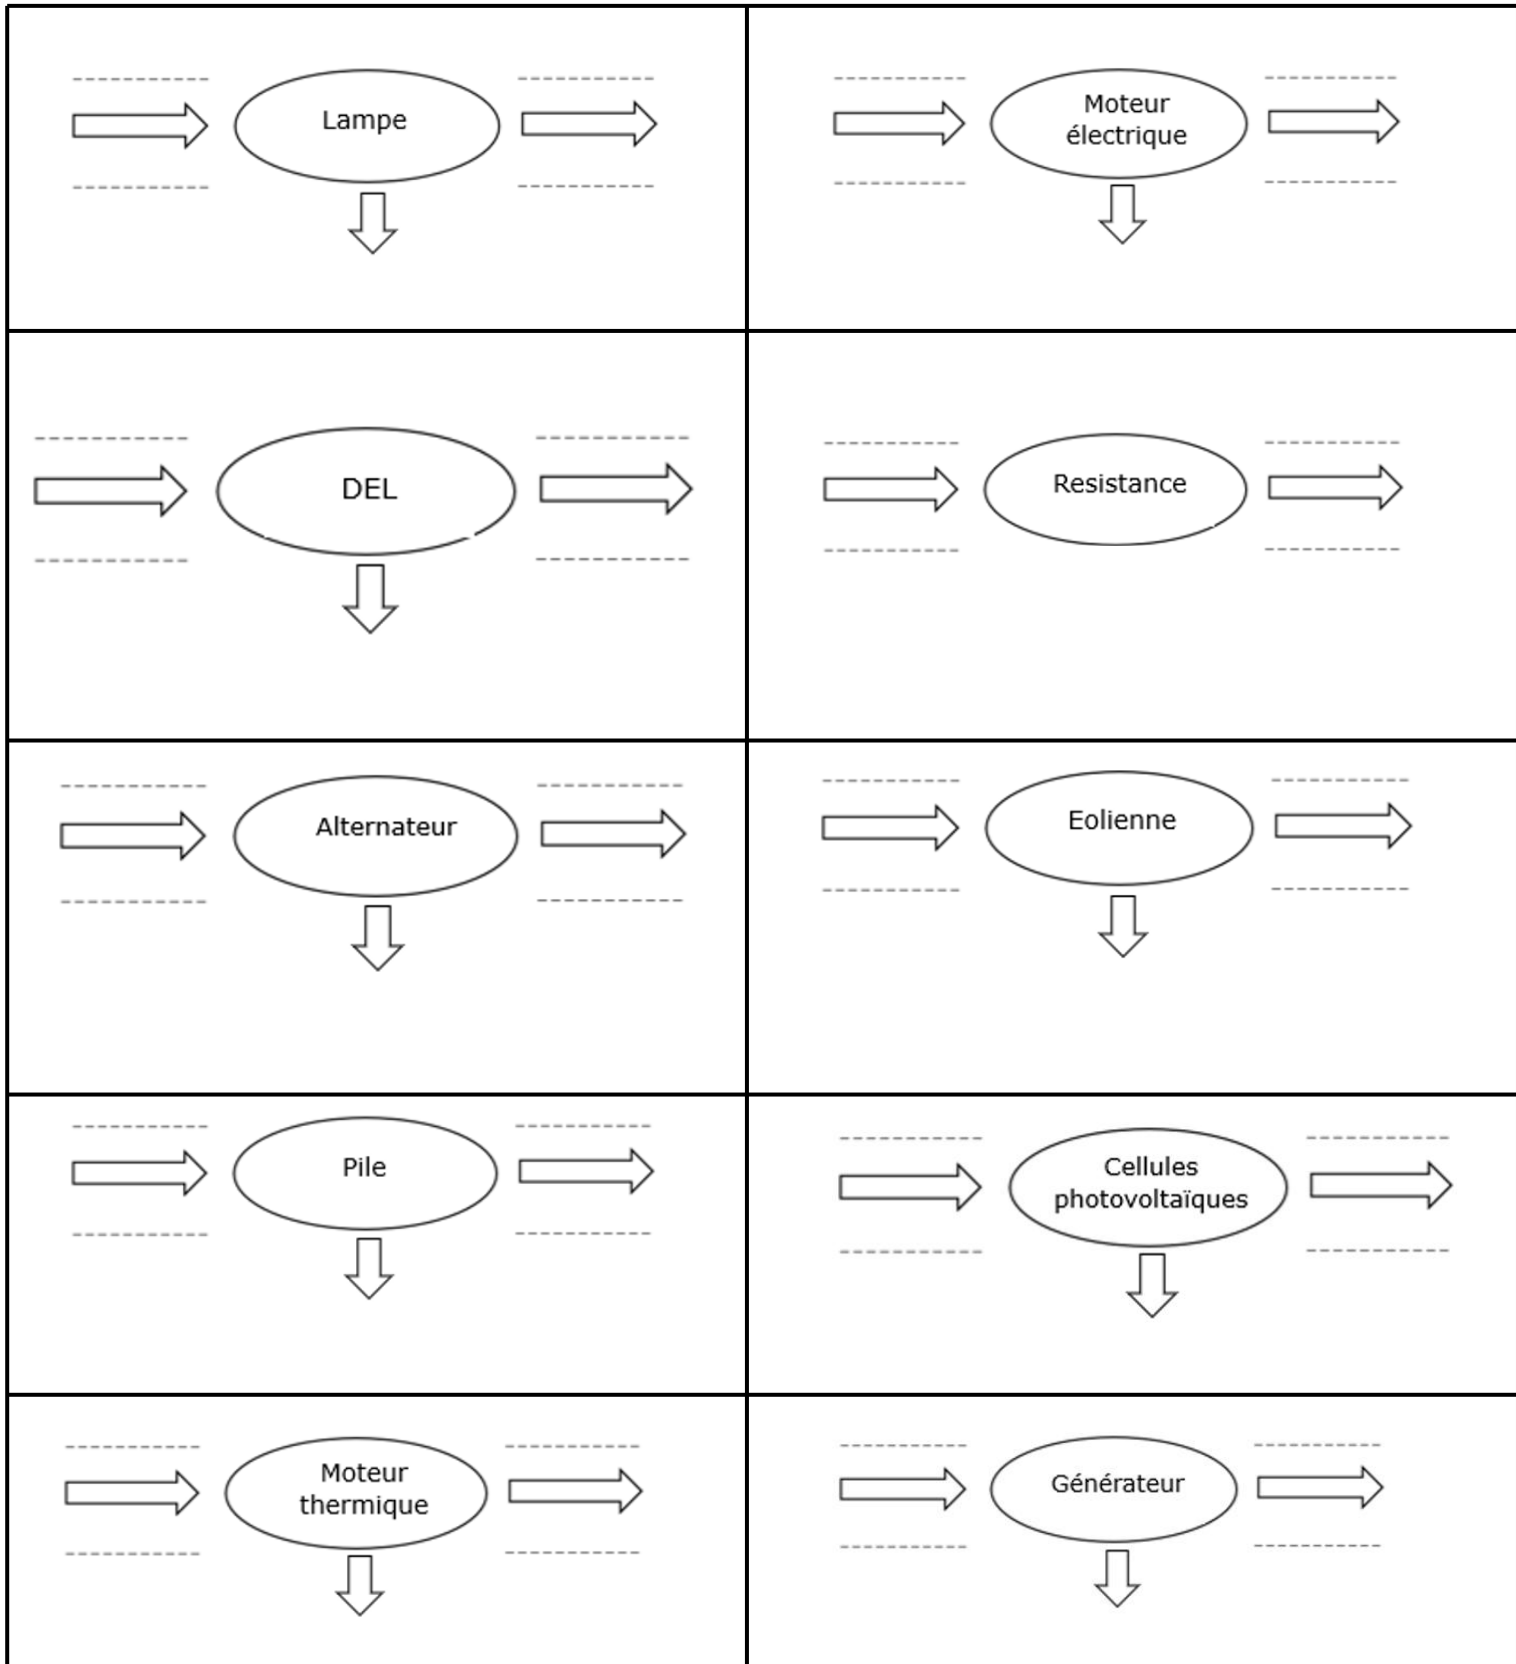 Lampe
Moteur
électrique
DEL
Resistance
Alternateur
Eolienne
Pile
Cellules
photovoltaïques
Moteur
thermique
Générateur